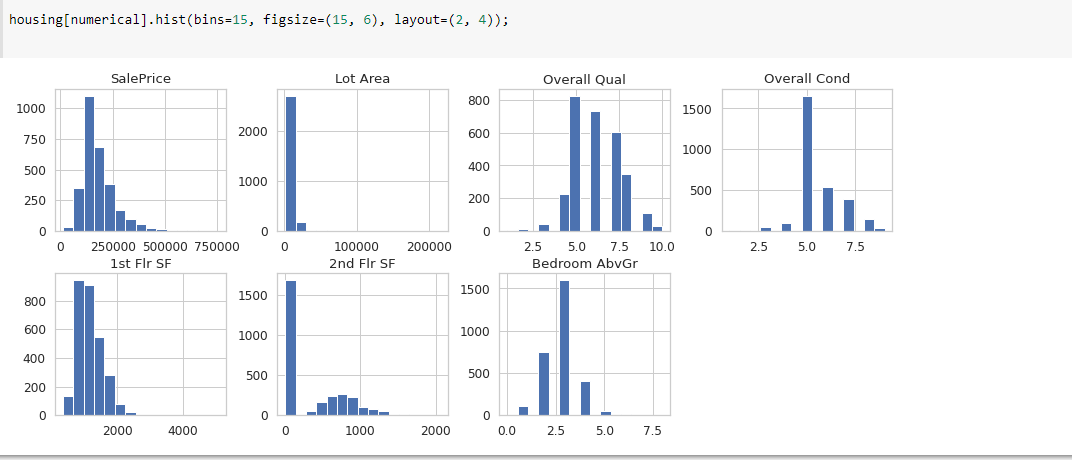 housing[numerical].hist(bins=15, figsize=(15, 6), layout=(2, 4));
SalePrice
1000
750
500
250
0
0 250000 500000 750000
Lot Area
2000
1000
0
0 100000 200000
Overall Qual
800
600
400
200
0
2.5 5.0 7.5 10.0
Overall Cond
1500
1000
500
0
2.5 5.0 7.5
1st Flr SF
800
600
400
200
0
2000 4000
2nd Flr SF
1500
1000
500
0
0 1000 2000
Bedroom AbvGr
1500
1000
500
0
0.0 2.5 5.0 7.5